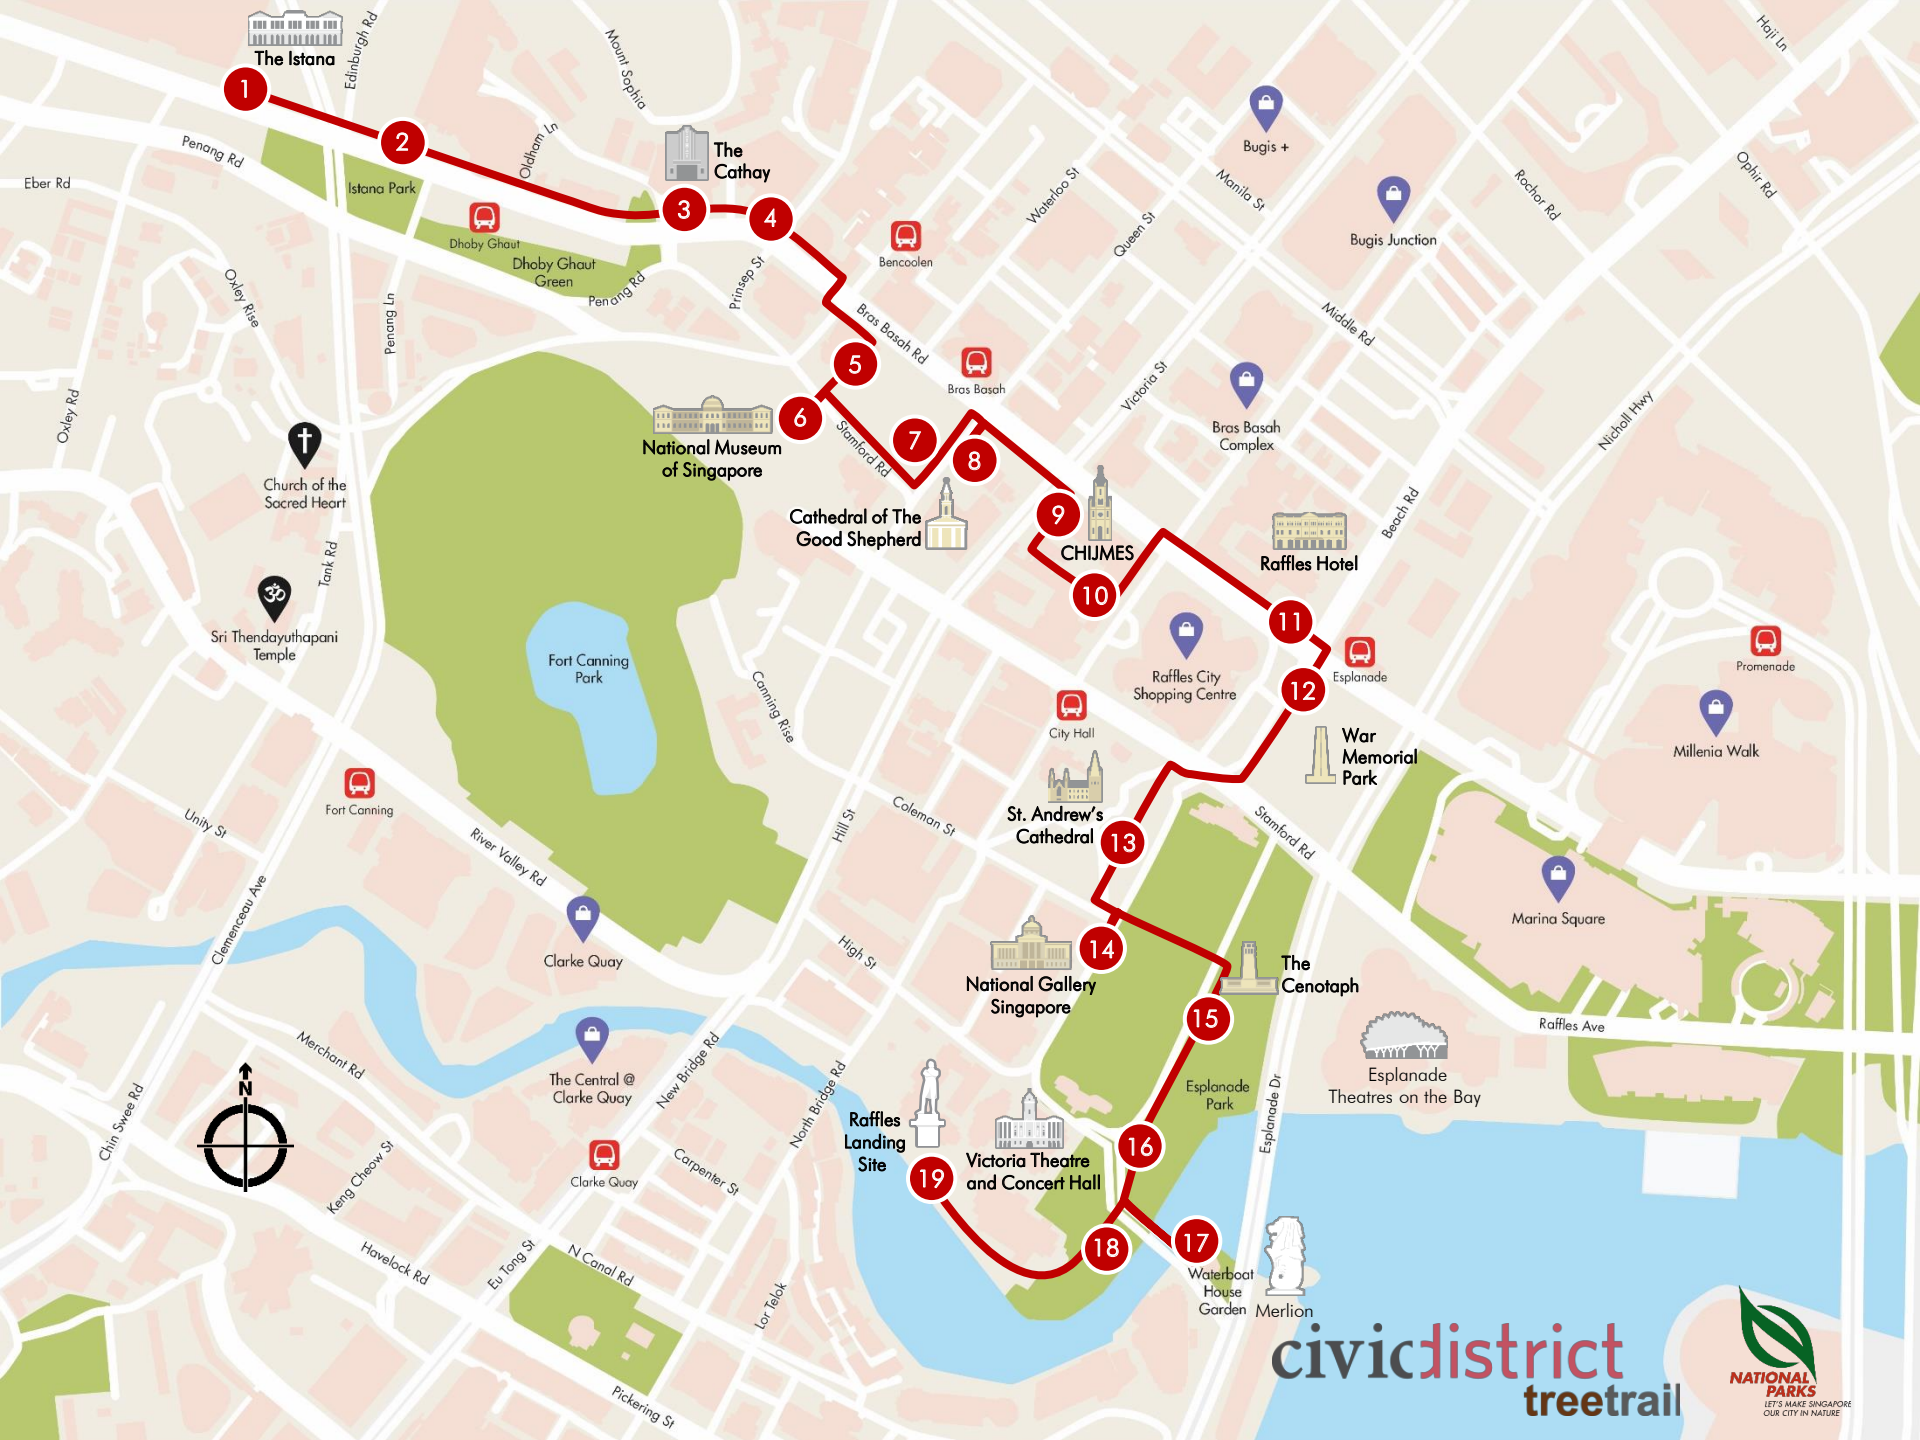 The Istana
Edinburgh Rd
Mount Sophia
Haji Ln
1
2
Penang Rd
Eber Rd
Istana Park
Oldham Ln
The
Cathay
3
4
Dhoby Ghaut
Dhoby Ghaut
Green
Penang Rd
Prinsep St
Bencoolen
Waterloo St
Queen St
Manila St
Bugis +
Bugis Junction
Rochor Rd
Ophir Rd
Oxley Rise
Penang Ln
Oxley Rd
Bras Basah Rd
Bras Basah
Middle Rd
Victoria St
Bras Basah
Complex
Nicholl Hwy
Beach Rd
5
6
7
8
9
10
National Museum
of Singapore
Stamford Rd
Cathedral of The
Good Shepherd
CHIJMES
Raffles Hotel
Church of the
Sacred Heart
Tank Rd
Sri Thendayuthapani
Temple
Fort Canning
Park
Canning Rise
11
12
Esplanade
Promenade
Raffles City
Shopping Centre
City Hall
War
Memorial
Park
Millenia Walk
Fort Canning
Unity St
River Valley Rd
Clemenceau Ave
Hill St
Coleman St
St. Andrew's
Cathedral
13
Stamford Rd
Marina Square
Clarke Quay
High St
14
National Gallery
Singapore
The
Cenotaph
15
Raffles Ave
Merchant Rd
The Central @
Clarke Quay
New Bridge Rd
North Bridge Rd
Esplanade
Park
Esplanade Dr
Esplanade
Theatres on the Bay
N
Chin Swee Rd
Keng Cheow St
Clarke Quay
Carpenter St
Raffles
Landing
Site
19
Victoria Theatre
and Concert Hall
16
17
18
Waterboat
House
Garden
Merlion
Havelock Rd
Eu Tong St
N Canal Rd
Lor Telok
Pickering St
civicdistrict
treetrail
NATIONAL
PARKS
LET'S MAKE SINGAPORE
OUR CITY IN NATURE